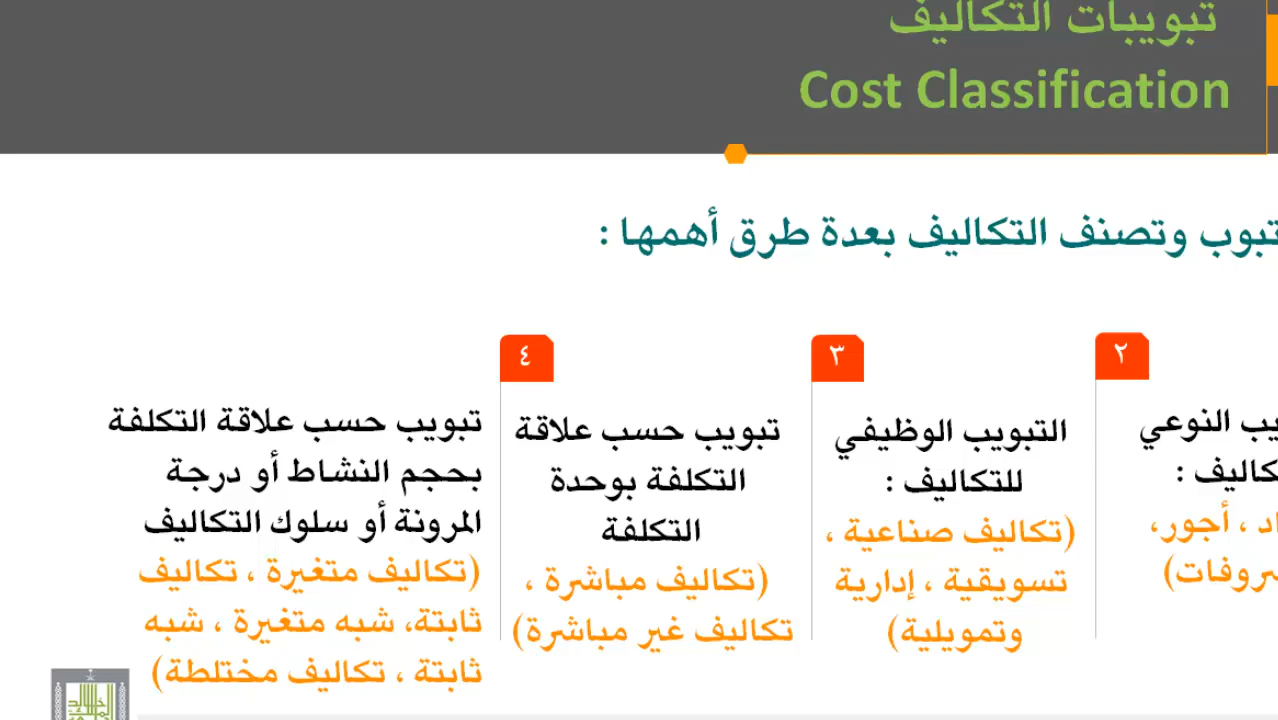 تبويبات التكاليف
Cost Classification
تبوب وتصنف التكاليف بعدة طرق أهمها :
٢
النوعي
أجور،
٣
التبويب الوظيفي
للتكاليف :
(تكاليف صناعية ،
تسويقية ، إدارية
وتمويلية)
٤
تبويب حسب علاقة
التكلفة بوحدة
التكلفة
(تكاليف مباشرة ،
تكاليف غير مباشرة)
تبويب حسب علاقة التكلفة
بحجم النشاط أو درجة
المرونة أو سلوك التكاليف
(تكاليف متغيرة ، تكاليف
ثابتة، شبه متغيرة ، شبه
ثابتة ، تكاليف مختلطة)